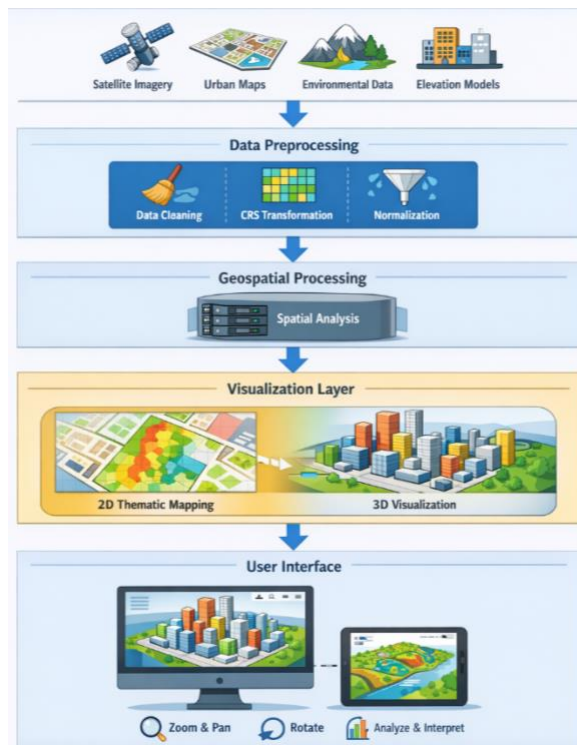 Satellite Imagery
Urban Maps
Environmental Data
Elevation Models
Data Preprocessing
Data Cleaning
CRS Transformation
Normalization
Geospatial Processing
Spatial Analysis
Visualization Layer
2D Thematic Mapping
3D Visualization
User Interface
Zoom & Pan
Rotate
Analyze & Interpret